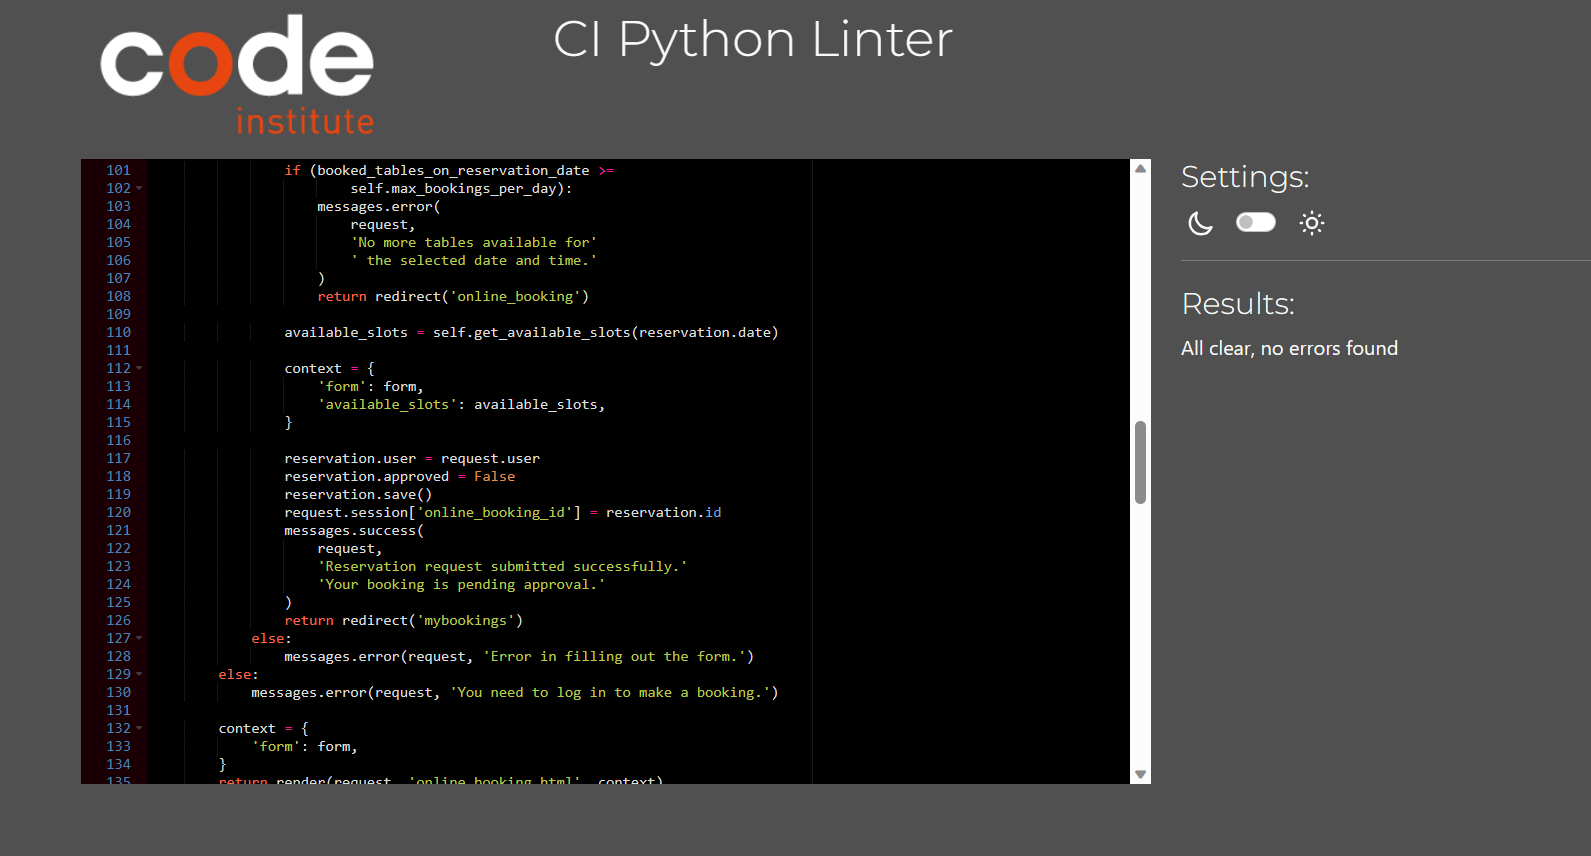 code
institute
CI Python Linter
101 if (booked_tables_on_reservation_date >=
102 self.max_bookings_per_day):
103 messages.error(
104 request,
105 'No more tables available for'
106 ' the selected date and time.'
107 )
108 return redirect('online_booking')
109
110 available_slots = self.get_available_slots(reservation.date)
111
112 context = {
113 'form': form,
114 'available_slots': available_slots,
115 }
116
117 reservation.user = request.user
118 reservation.approved = False
119 reservation.save()
120 request.session['online_booking_id'] = reservation.id
121 messages.success(
122 request,
123 'Reservation request submitted successfully.'
124 'Your booking is pending approval.'
125 )
126 return redirect('mybookings')
127 else:
128 messages.error(request, 'Error in filling out the form.')
129 else:
130 messages.error(request, 'You need to log in to make a booking.')
131
132 context = {
133 'form': form,
134 }
135 return render(request, 'online_booking.html', context)
Settings:
Results:
All clear, no errors found